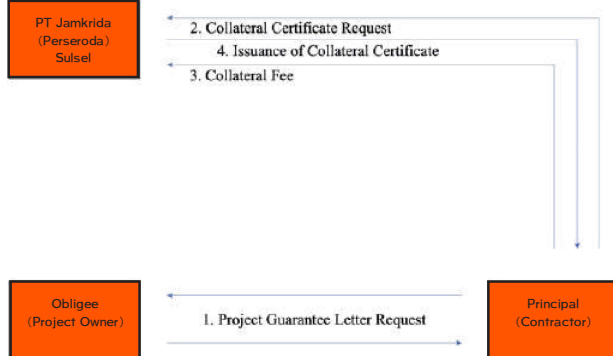 PT Jamkrida
(Perseroda)
Sulsel
2. Collateral Certificate Request
4. Issuance of Collateral Certificate
3. Collateral Fee
Obligee
(Project Owner)
1. Project Guarantee Letter Request
Principal
(Contractor)